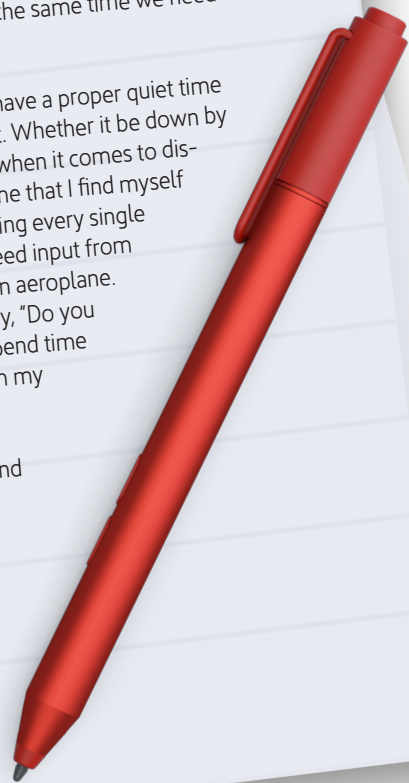 the same time we need
have a proper quiet time
. Whether it be down by
when it comes to dis-
me that I find myself
ing every single
eed input from
n aeroplane.
y, "Do you
pend time
n my
nd